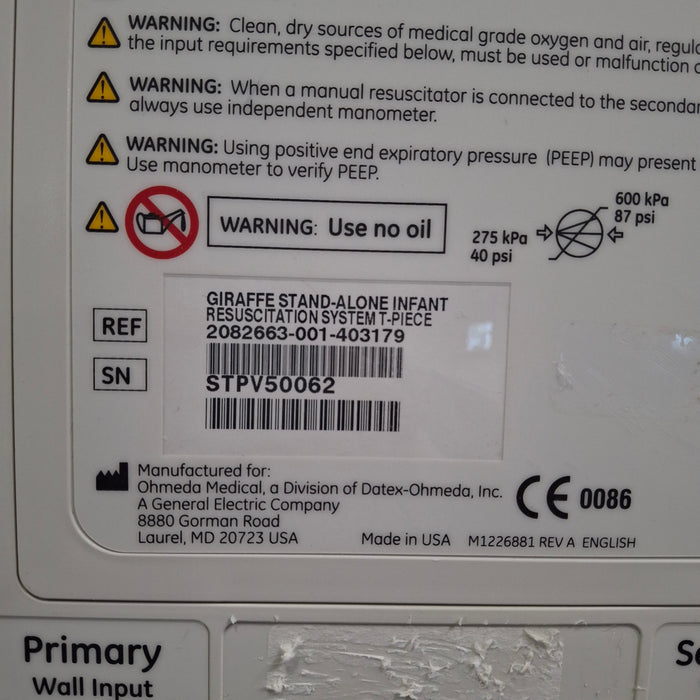 WARNING: Clean, dry sources of medical grade oxygen and air,
the input requirements specified below, must be used or malfunction
WARNING: When a manual resuscitator is connected to the
always use independent manometer.
WARNING: Using positive end expiratory pressure (PEEP) may present
Use manometer to verify PEEP.
WARNING: Use no oil
600 kPa
87 psi
275 kPa
40 psi
GIRAFFE STAND-ALONE INFANT
RESUSCITATION SYSTEM T-PIECE
REF
2082663-001-403179
SN
STPV50062
Manufactured for:
Ohmeda Medical, a Division of Datex-Ohmeda, Inc.
A General Electric Company
8880 Gorman Road
Laurel, MD 20723 USA
Made in USA
M1226881 REV A ENGLISH
CE 0086
Primary
Wall Input